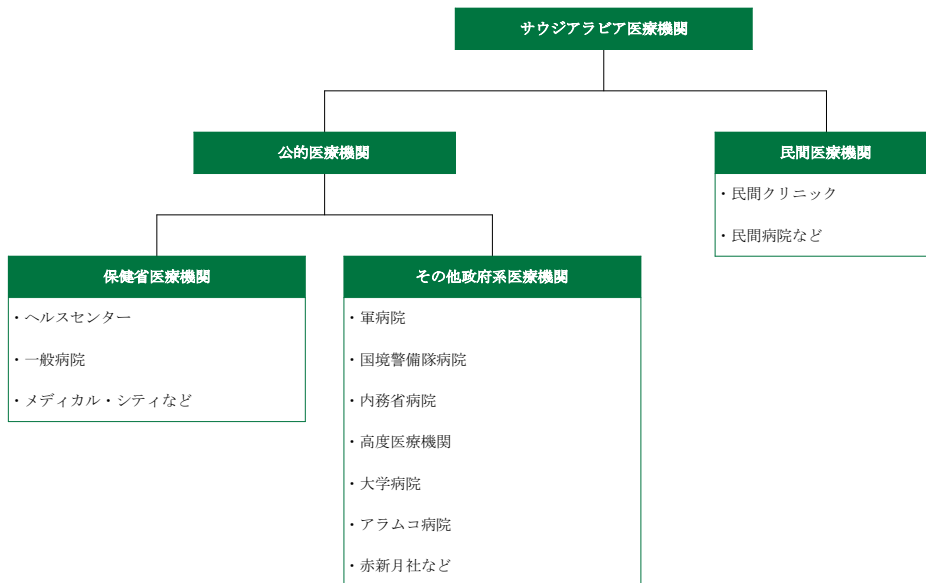 サウジアラビア医療機関
公的医療機関
民間医療機関
・民間クリニック
・民間病院など
保健省医療機関
・ヘルスセンター
・一般病院
・メディカル・シティなど
その他政府系医療機関
・軍病院
・国境警備隊病院
・内務省病院
・高度医療機関
・大学病院
・アラムコ病院
・赤新月社など